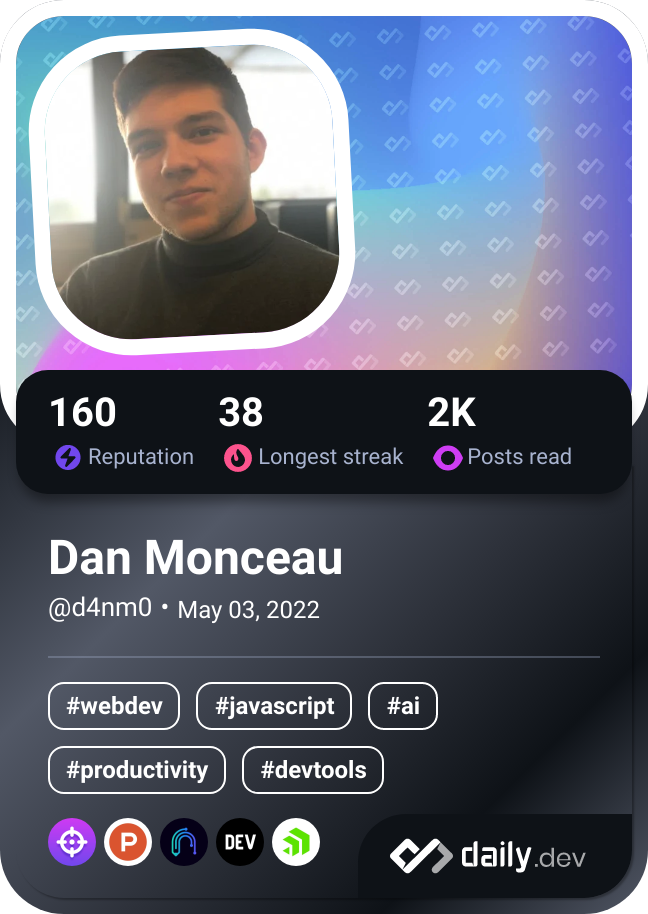 160 38 2K
Reputation Longest streak Posts read
Dan Monceau
@d4nm0 • May 03, 2022
#webdev #javascript #ai
#productivity #devtools
P DEV
daily.dev